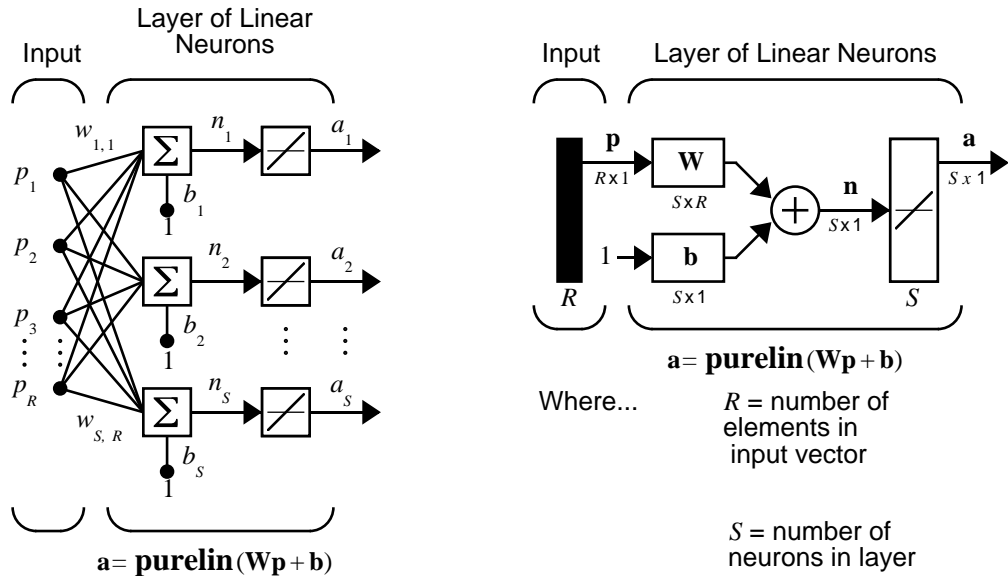 Layer of Linear
Neurons
Input
w1,1
n1
a1
Σ
p1
b1
1
p2
n2
a2
Σ
p3
b2
1
pR
nS
aS
Σ
wS, R
bS
1
a= purelin (Wp + b)
Input
Layer of Linear Neurons
p
W
a
R x 1
S x 1
S x R
n
+
S x 1
1
b
S x 1
R
S
a= purelin (Wp + b)
Where...
R = number of
elements in
input vector
S = number of
neurons in layer